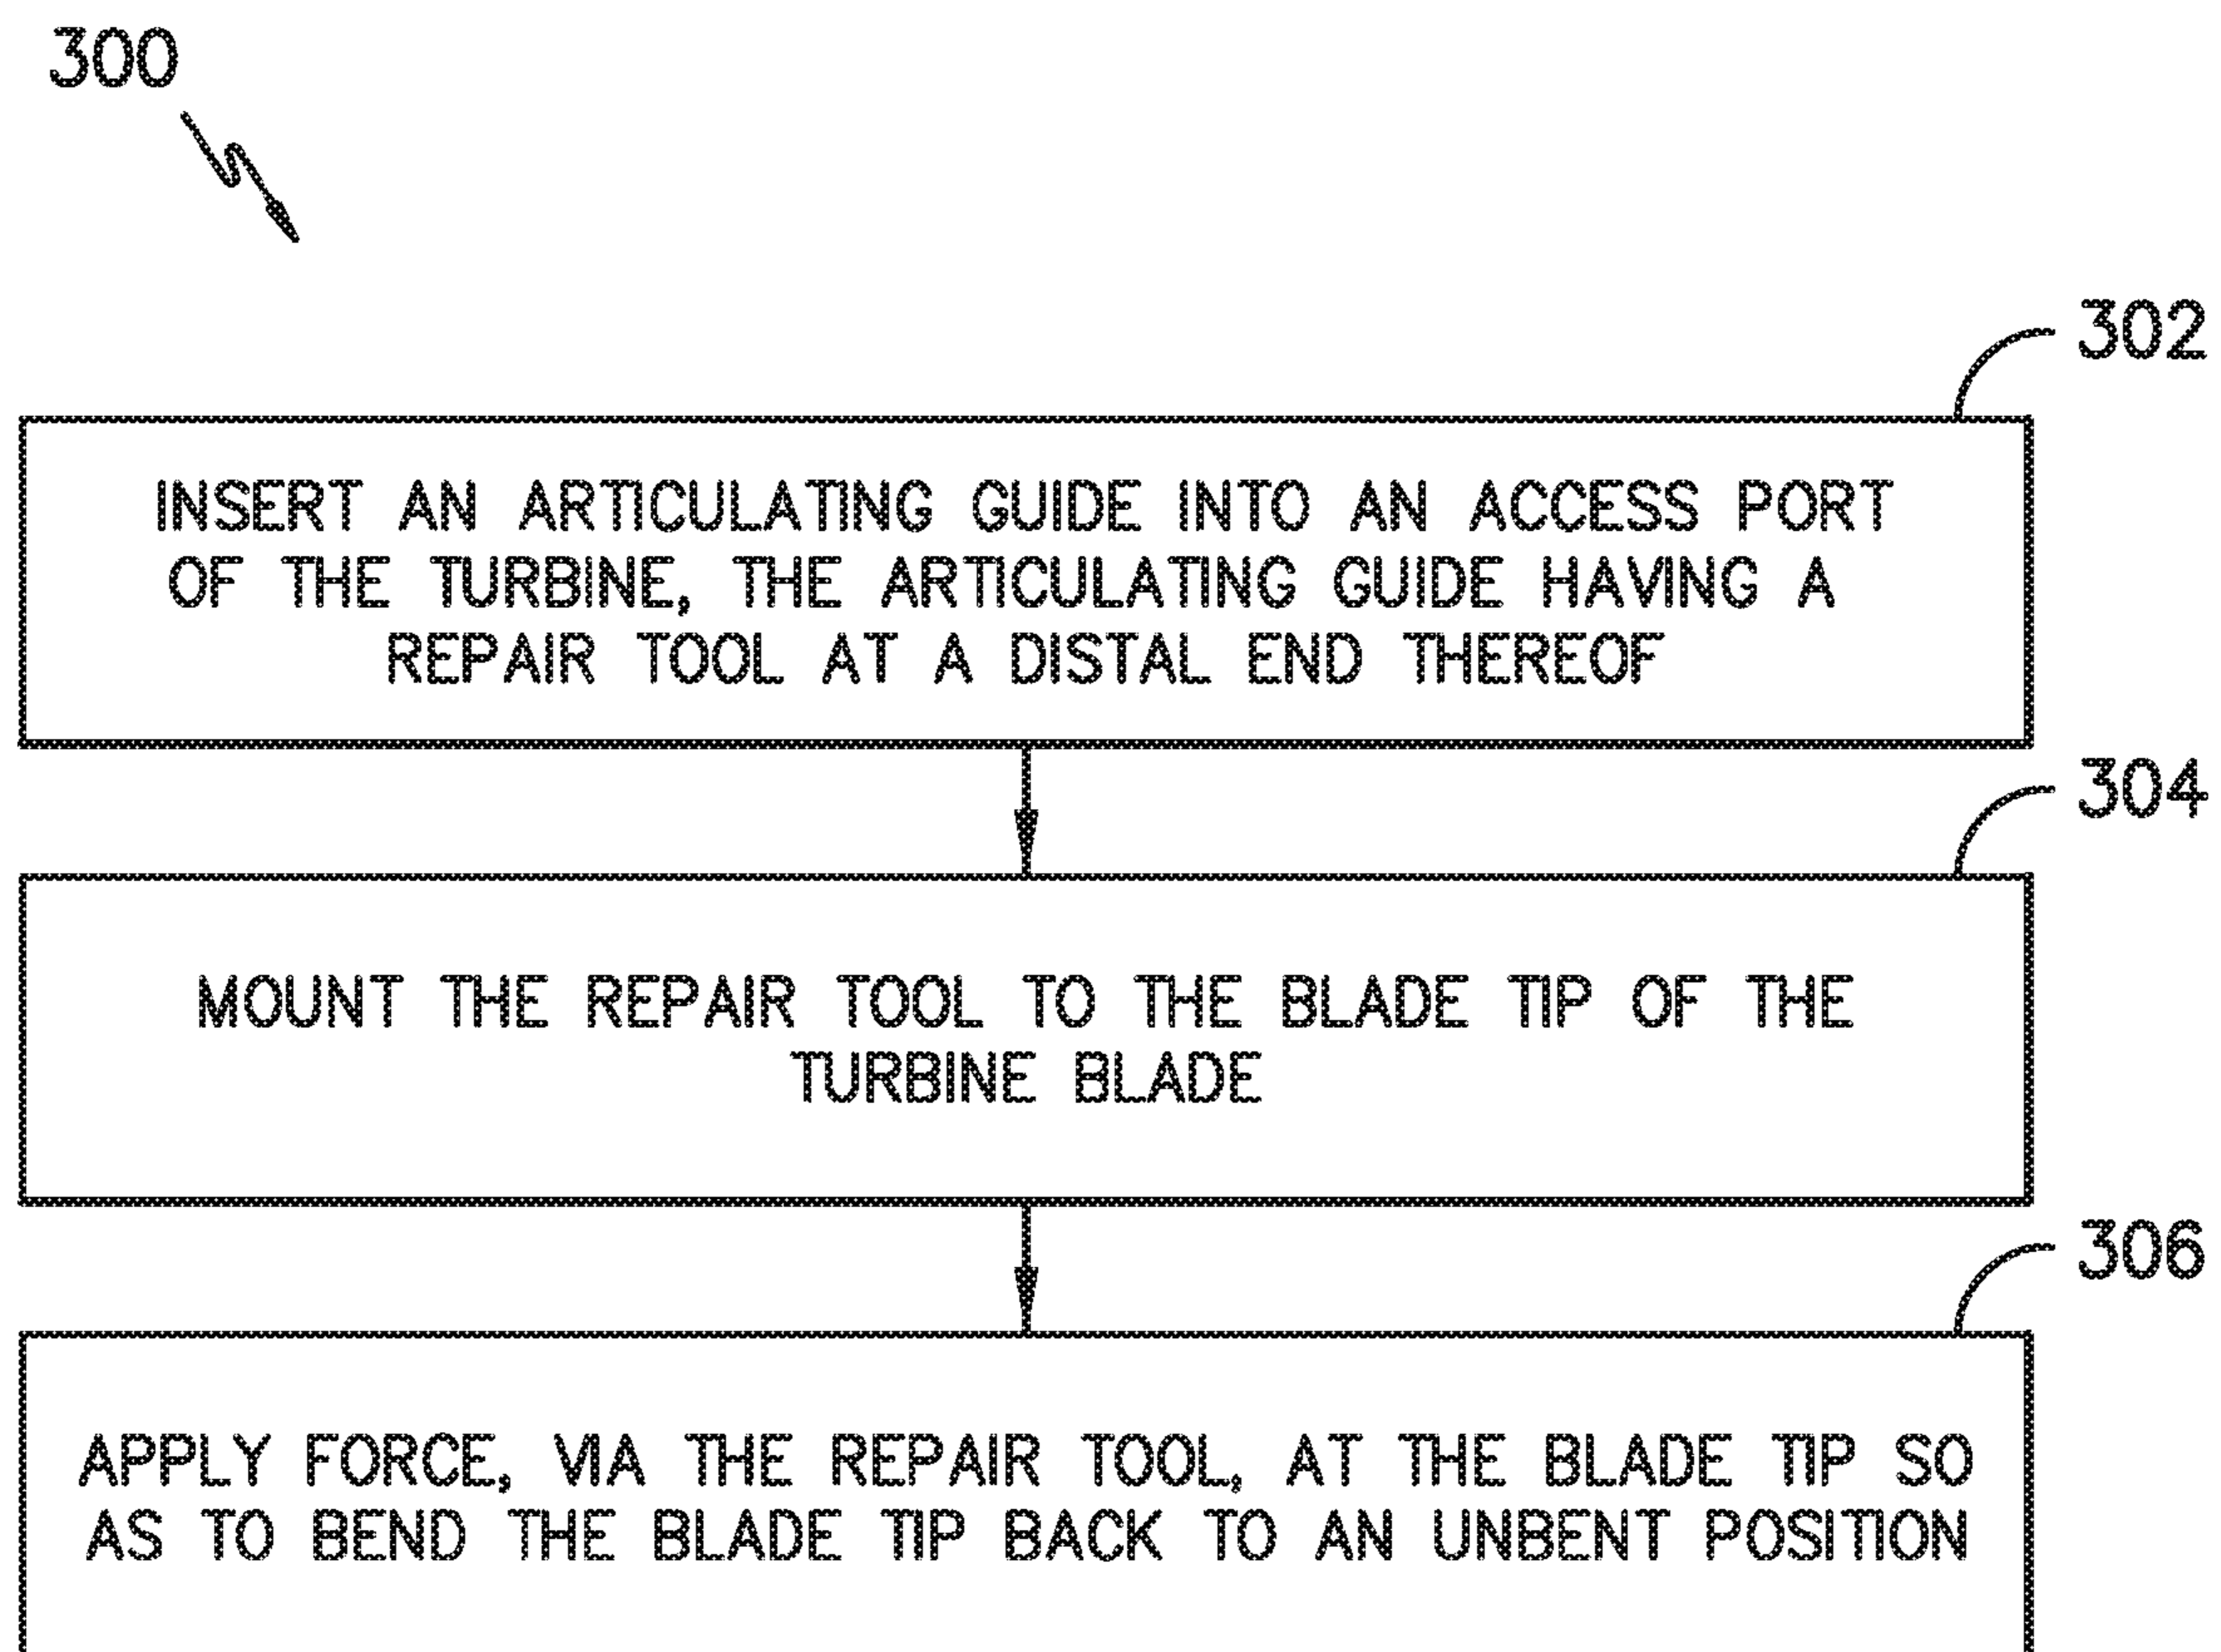 300
302
INSERT AN ARTICULATING GUIDE INTO AN ACCESS PORT
OF THE TURBINE, THE ARTICULATING GUIDE HAVING A
REPAIR TOOL AT A DISTAL END THEREOF
304
MOUNT THE REPAIR TOOL TO THE BLADE TIP OF THE
TURBINE BLADE
306
APPLY FORCE, VIA THE REPAIR TOOL, AT THE BLADE TIP SO
AS TO BEND THE BLADE TIP BACK TO AN UNBENT POSITION